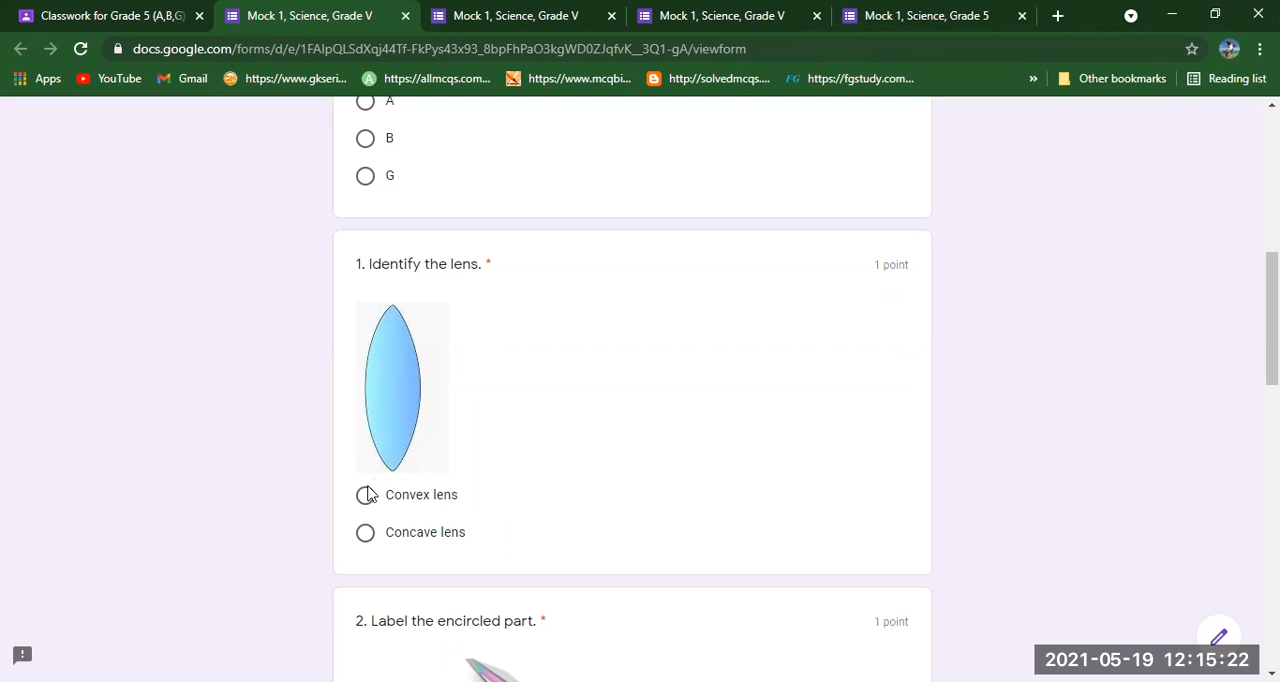 Classwork for Grade 5 (A,B,G)
Mock 1, Science, Grade V
Mock 1, Science, Grade V
Mock 1, Science, Grade V
Mock 1, Science, Grade 5
docs.google.com/forms/d/e/1FAIpQLSdXqj44Tf-FkPys43x93_8bpFhPaO3kgWD0ZJqfvK__3Q1-gA/viewform
Apps
YouTube
Gmail
https://www.gkseri...
https://allmcqs.com...
https://www.mcqbi...
http://solvedmcqs....
FG https://fgstudy.com...
»
Other bookmarks
Reading list
A
B
G
1. Identify the lens. *
1 point
Convex lens
Concave lens
2. Label the encircled part. *
1 point
2021-05-19 12:15:22